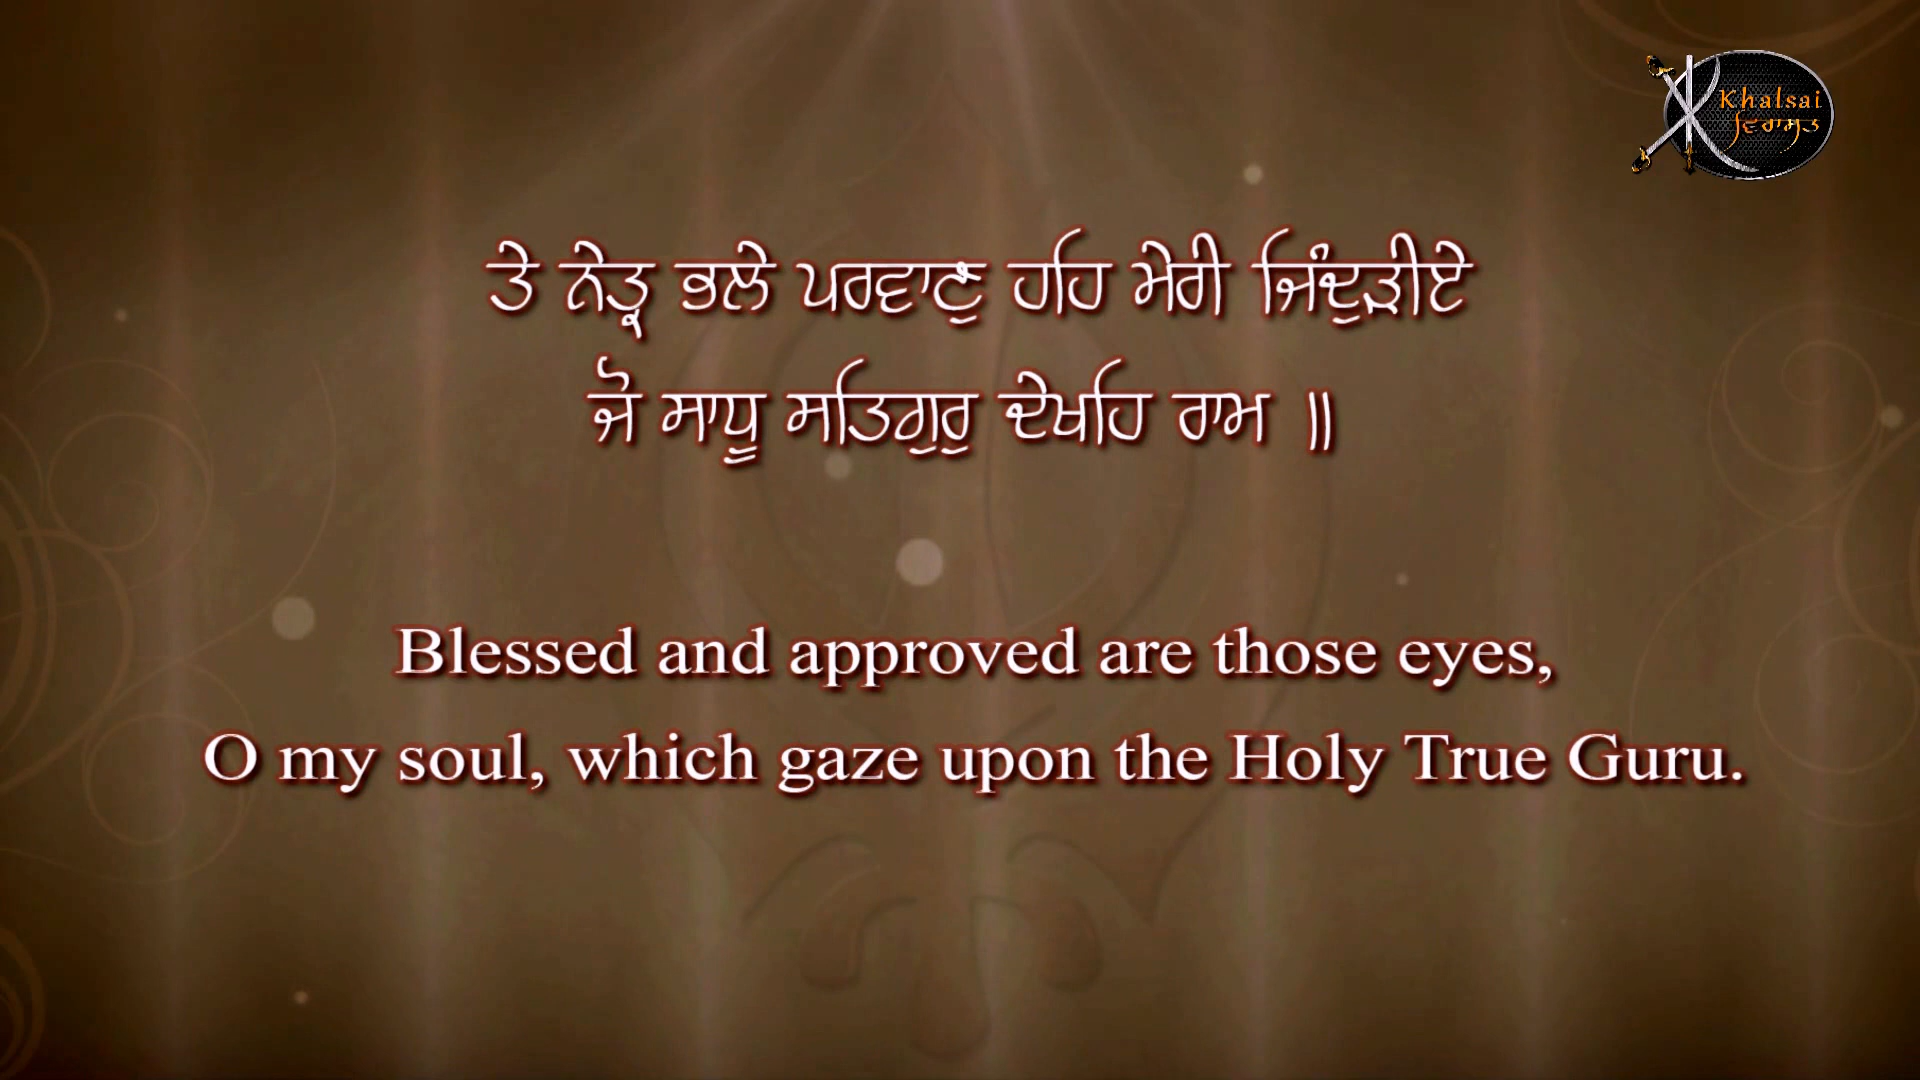 Khalsai
ਵਿਰਾਸਤ
ਤੇ ਨੇਤ੍ਰ ਭਲੇ ਪਰਵਾਣੁ ਹਹਿ ਮੇਰੀ ਜਿੰਦੁੜੀਏ
ਜੋ ਸਾਧੂ ਸਤਿਗੁਰੁ ਦੇਖਹਿ ਰਾਮ ॥
Blessed and approved are those eyes,
O my soul, which gaze upon the Holy True Guru.